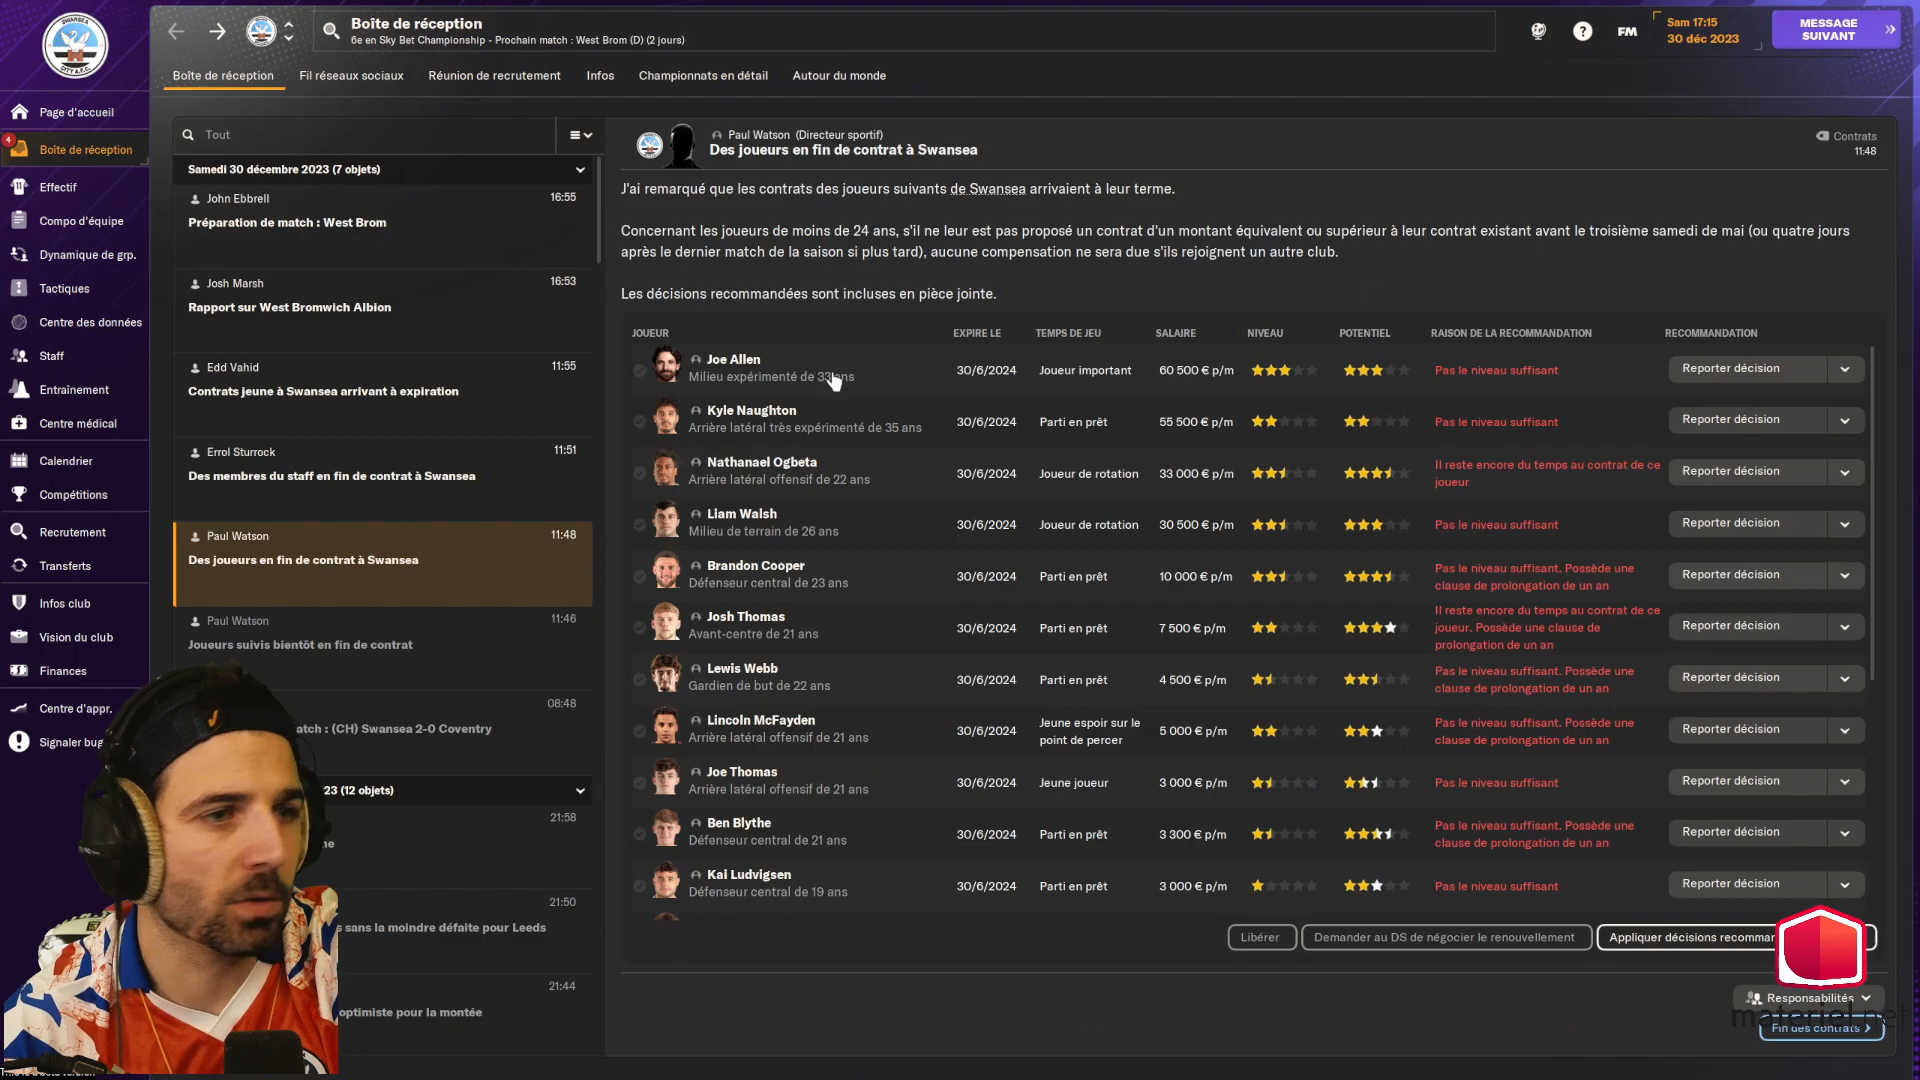 SWANSEA
CITY A.F.C.
Boîte de réception
6e en Sky Bet Championship - Prochain match : West Brom (D) (2 jours)
FM
Sam 17:15
30 déc 2023
MESSAGE
SUIVANT
Boîte de réception
Fil réseaux sociaux
Réunion de recrutement
Infos
Championnats en détail
Autour du monde
Page d'accueil
4
Boîte de réception
Effectif
Compo d'équipe
Dynamique de grp.
Tactiques
Centre des données
Staff
Entraînement
Centre médical
Calendrier
Compétitions
Recrutement
Transferts
Infos club
Vision du club
Finances
Centre d'appr.
Signaler bug
Tout
Samedi 30 décembre 2023 (7 objets)
John Ebbrell
16:55
Préparation de match : West Brom
Josh Marsh
16:53
Rapport sur West Bromwich Albion
Edd Vahid
11:55
Contrats jeune à Swansea arrivant à expiration
Errol Sturrock
11:51
Des membres du staff en fin de contrat à Swansea
Paul Watson
11:48
Des joueurs en fin de contrat à Swansea
Paul Watson
11:46
Joueurs suivis bientôt en fin de contrat
08:48
atch : (CH) Swansea 2-0 Coventry
23 (12 objets)
21:58
ne
21:50
s sans la moindre défaite pour Leeds
21:44
optimiste pour la montée
Paul Watson (Directeur sportif)
Des joueurs en fin de contrat à Swansea
Contrats
11:48
J'ai remarqué que les contrats des joueurs suivants de Swansea arrivaient à leur terme.
Concernant les joueurs de moins de 24 ans, s'il ne leur est pas proposé un contrat d'un montant équivalent ou supérieur à leur contrat existant avant le troisième samedi de mai (ou quatre jours
après le dernier match de la saison si plus tard), aucune compensation ne sera due s'ils rejoignent un autre club.
Les décisions recommandées sont incluses en pièce jointe.
JOUEUR EXPIRE LE TEMPS DE JEU SALAIRE NIVEAU POTENTIEL RAISON DE LA RECOMMANDATION RECOMMANDATION
Joe Allen
Milieu expérimenté de 33 ans
30/6/2024 Joueur important 60 500 € p/m Pas le niveau suffisant Reporter décision
Kyle Naughton
Arrière latéral très expérimenté de 35 ans
30/6/2024 Parti en prêt 55 500 € p/m Pas le niveau suffisant Reporter décision
Nathanael Ogbeta
Arrière latéral offensif de 22 ans
30/6/2024 Joueur de rotation 33 000 € p/m
Il reste encore du temps au contrat de ce
joueur
Reporter décision
Liam Walsh
Milieu de terrain de 26 ans
30/6/2024 Joueur de rotation 30 500 € p/m Pas le niveau suffisant Reporter décision
Brandon Cooper
Défenseur central de 23 ans
30/6/2024 Parti en prêt 10 000 € p/m
Pas le niveau suffisant. Possède une
clause de prolongation de un an
Reporter décision
Josh Thomas
Avant-centre de 21 ans
30/6/2024 Parti en prêt 7 500 € p/m
Il reste encore du temps au contrat de ce
joueur. Possède une clause de
prolongation de un an
Reporter décision
Lewis Webb
Gardien de but de 22 ans
30/6/2024 Parti en prêt 4 500 € p/m
Pas le niveau suffisant. Possède une
clause de prolongation de un an
Reporter décision
Lincoln McFayden
Arrière latéral offensif de 21 ans
30/6/2024
Jeune espoir sur le
point de percer
5 000 € p/m
Pas le niveau suffisant. Possède une
clause de prolongation de un an
Reporter décision
Joe Thomas
Arrière latéral offensif de 21 ans
30/6/2024 Jeune joueur 3 000 € p/m Pas le niveau suffisant Reporter décision
Ben Blythe
Défenseur central de 21 ans
30/6/2024 Parti en prêt 3 300 € p/m
Pas le niveau suffisant. Possède une
clause de prolongation de un an
Reporter décision
Kai Ludvigsen
Défenseur central de 19 ans
30/6/2024 Parti en prêt 3 000 € p/m Pas le niveau suffisant Reporter décision
Libérer
Demander au DS de négocier le renouvellement
Appliquer décisions recomman
Responsabilités
materiel.net
Fin des contrats